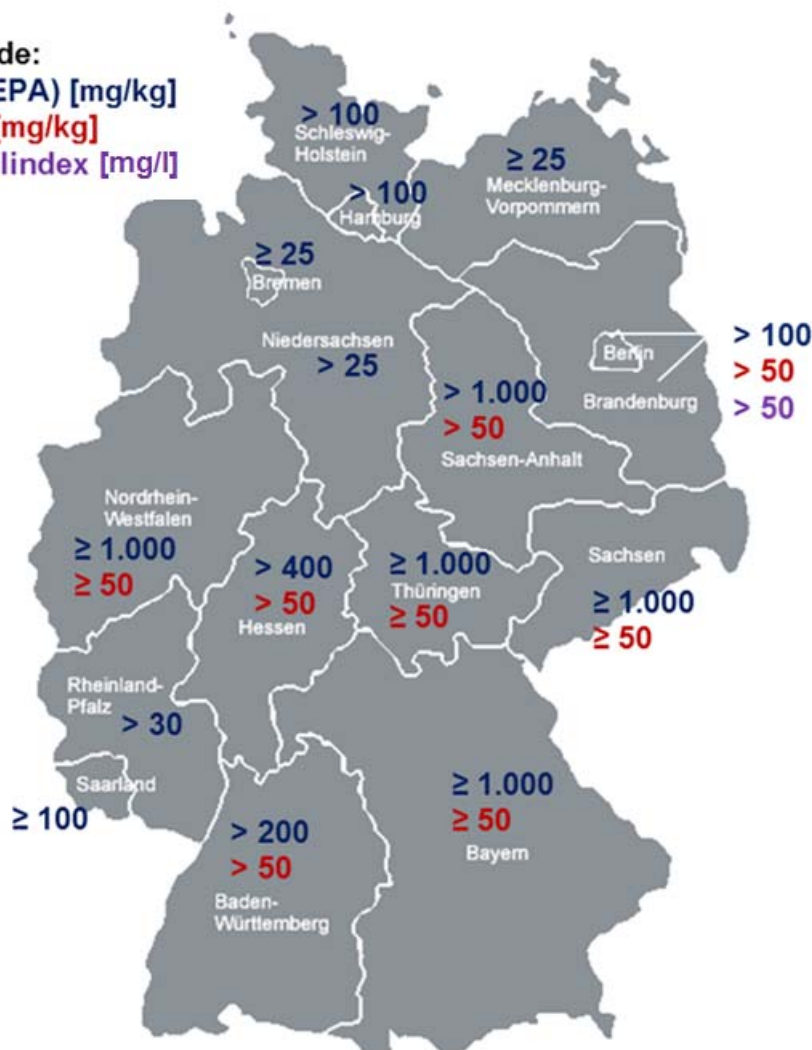 de:
EPA) [mg/kg]
[mg/kg]
lindex [mg/l]
> 100
Schleswig-
Holstein
> 100
Hamburg
≥ 25
Mecklenburg-
Vorpommern
≥ 25
Bremen
Niedersachsen
> 25
Berlin
Brandenburg
> 100
> 50
> 50
> 1.000
> 50
Sachsen-Anhalt
Nordrhein-
Westfalen
≥ 1.000
≥ 50
> 400
> 50
Hessen
≥ 1.000
Thüringen
≥ 50
Sachsen
≥ 1.000
≥ 50
Rheinland-
Pfalz
> 30
Saarland
≥ 100
> 200
> 50
Baden-
Württemberg
≥ 1.000
≥ 50
Bayern